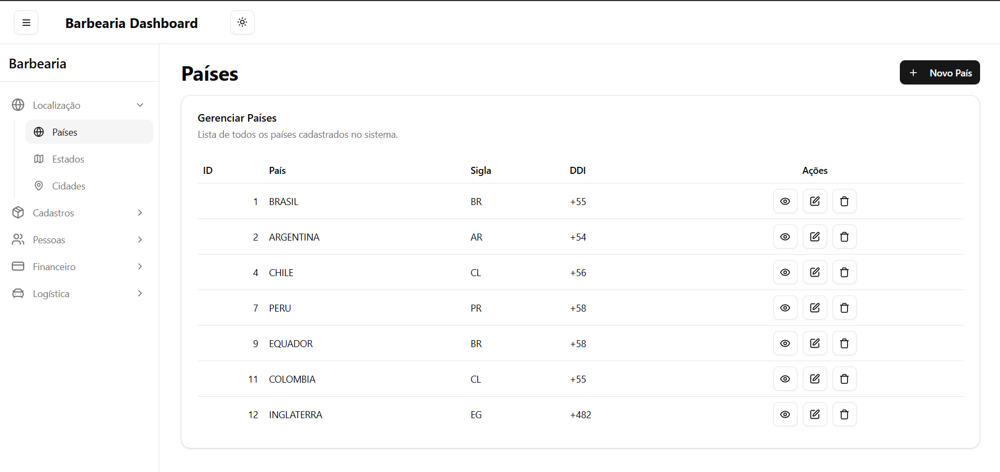 Barbearia Dashboard
Barbearia
Localização
Países
Estados
Cidades
Cadastros
Pessoas
Financeiro
Logística
Países
Novo País
Gerenciar Países
Lista de todos os países cadastrados no sistema.
ID País Sigla DDI Ações
1 BRASIL BR +55
2 ARGENTINA AR +54
4 CHILE CL +56
7 PERU PR +58
9 EQUADOR BR +58
11 COLOMBIA CL +55
12 INGLATERRA EG +482